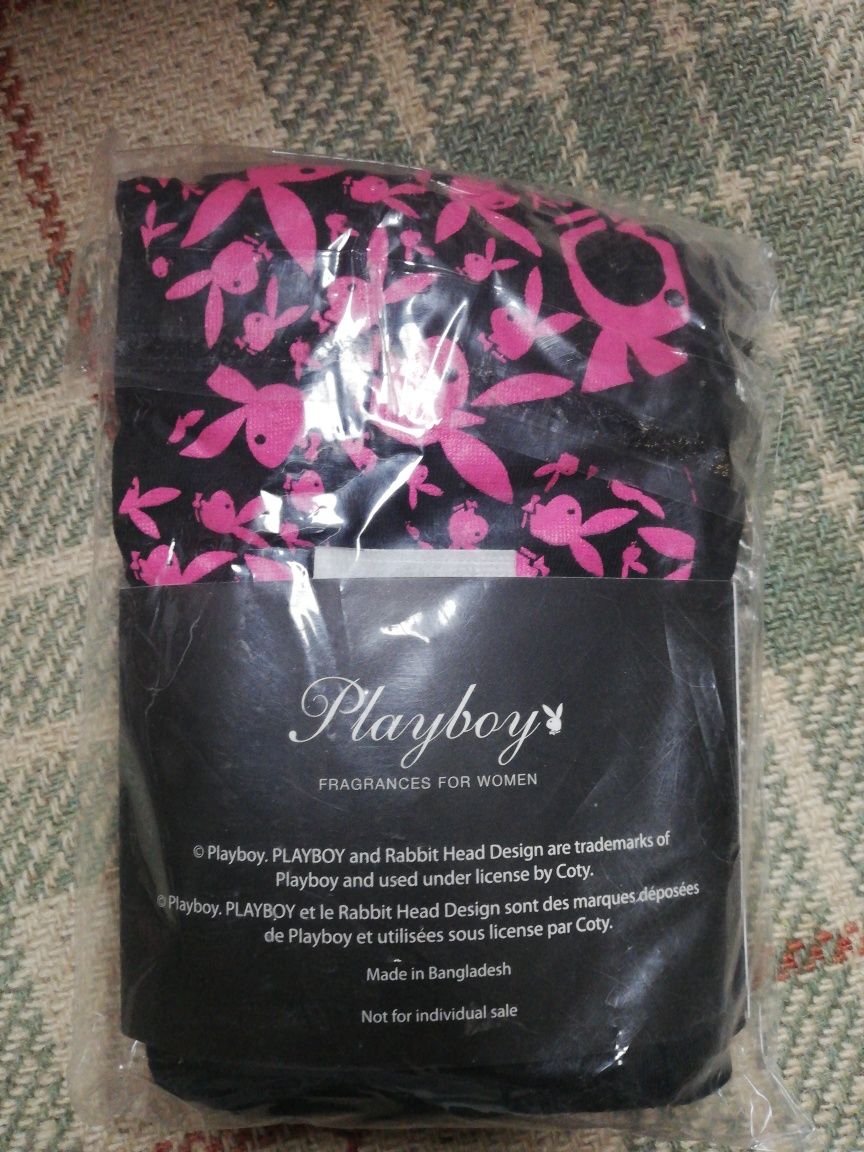 Playboy
FRAGRANCES FOR WOMEN
© Playboy. PLAYBOY and Rabbit Head Design are trademarks of
Playboy and used under license by Coty.
© Playboy. PLAYBOY et le Rabbit Head Design sont des marques déposées
de Playboy et utilisées sous license par Coty.
Made in Bangladesh
Not for individual sale